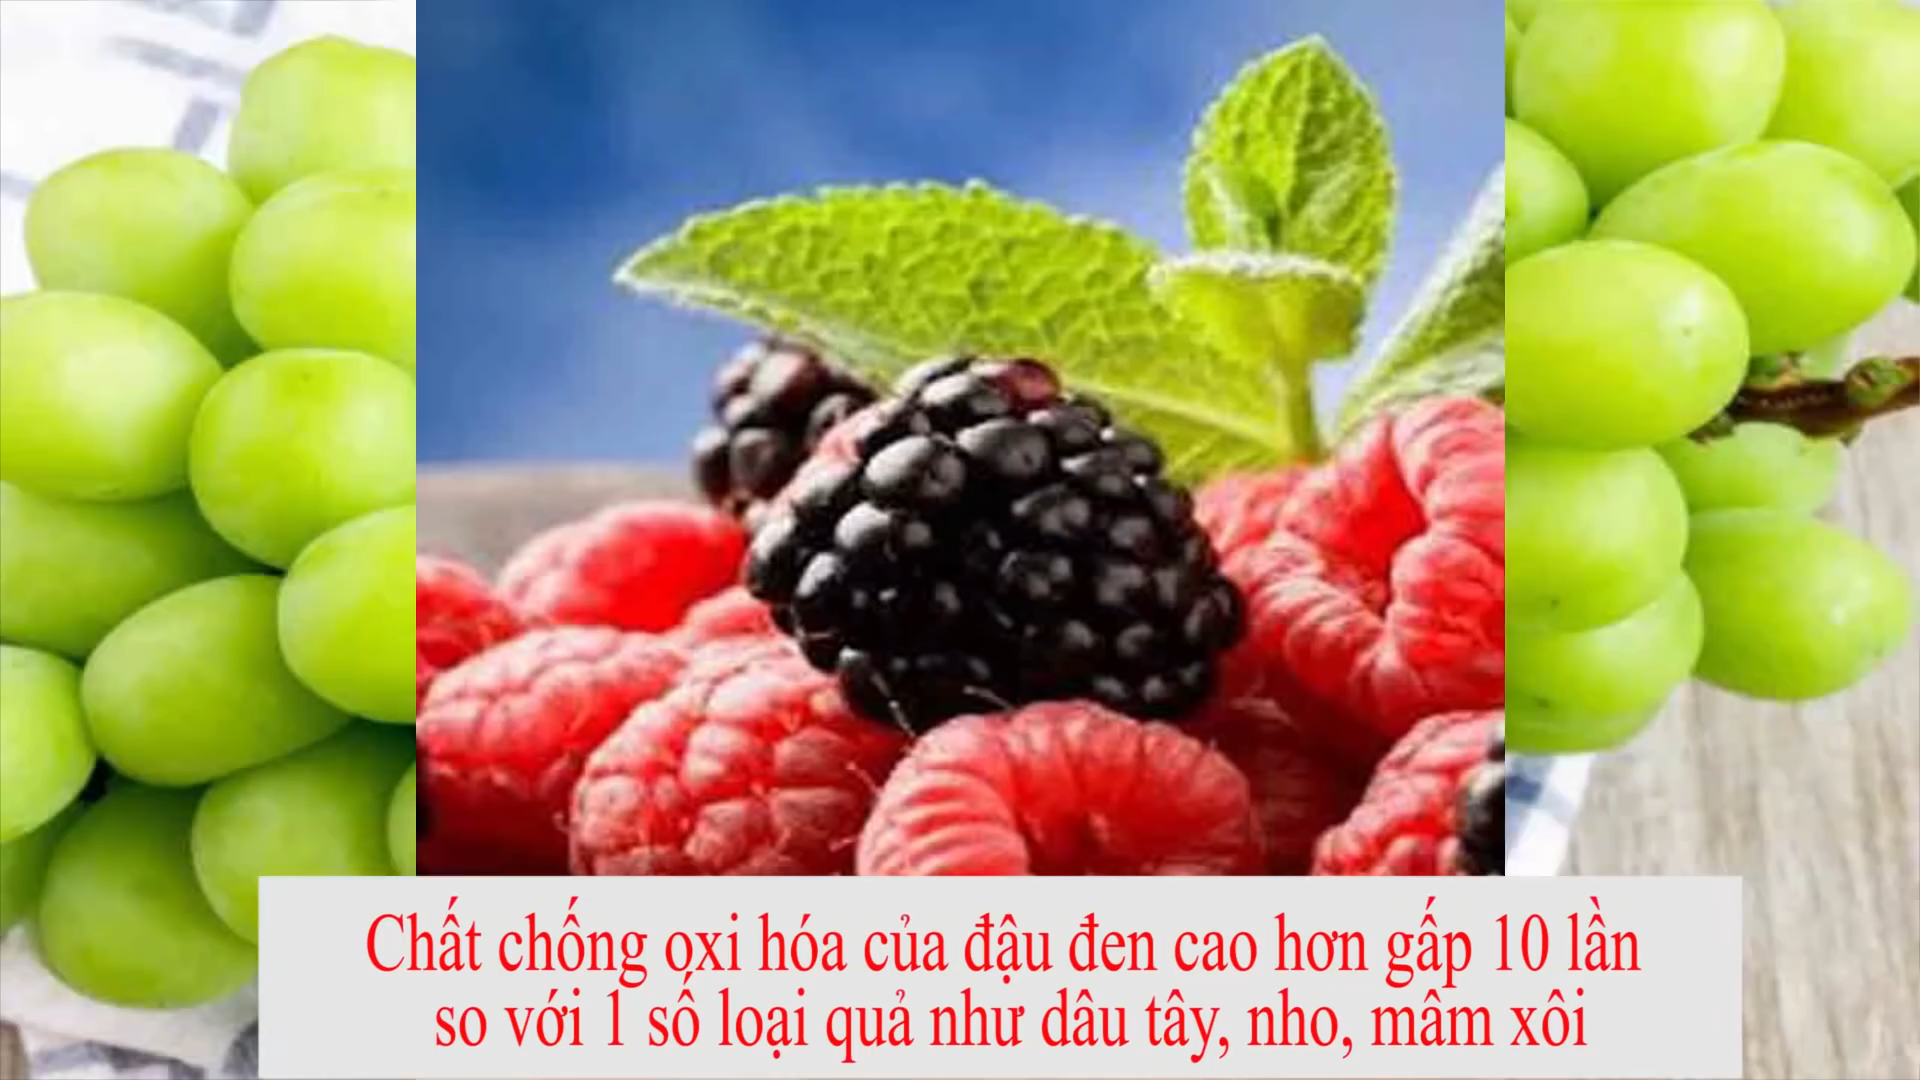 Chất chống oxi hóa của đậu đen cao hơn gấp 10 lần
so với 1 số loại quả như dâu tây, nho, mâm xôi